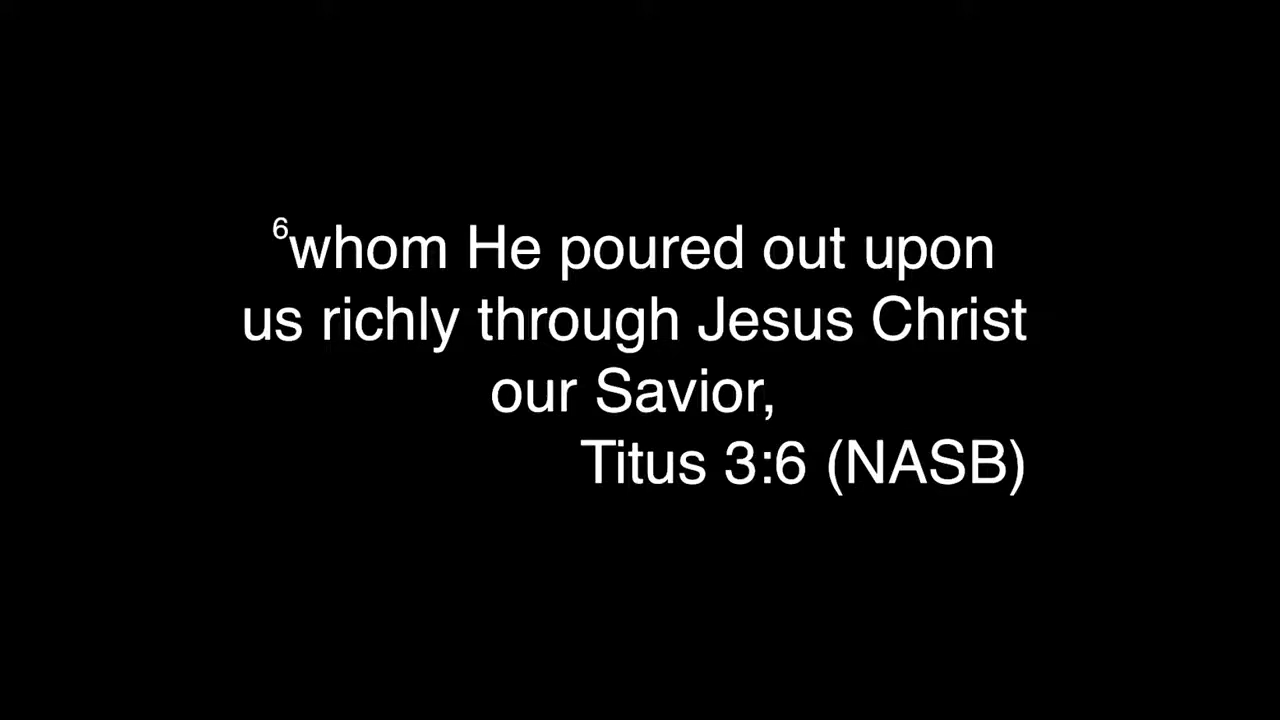 6whom He poured out upon
us richly through Jesus Christ
our Savior,
Titus 3:6 (NASB)